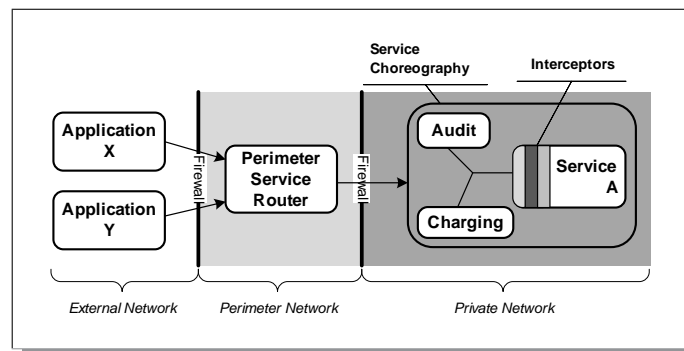 Service
Choreography
Interceptors
Application
X
Application
Y
Firewall
Perimeter
Service
Router
Firewall
Audit
Charging
Service
A
External Network
Perimeter Network
Private Network